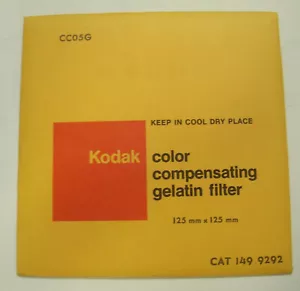 CC05G
KEEP IN COOL DRY PLACE
Kodak color
compensating
gelatin filter
125 mm x 125 mm
CAT 149 9292